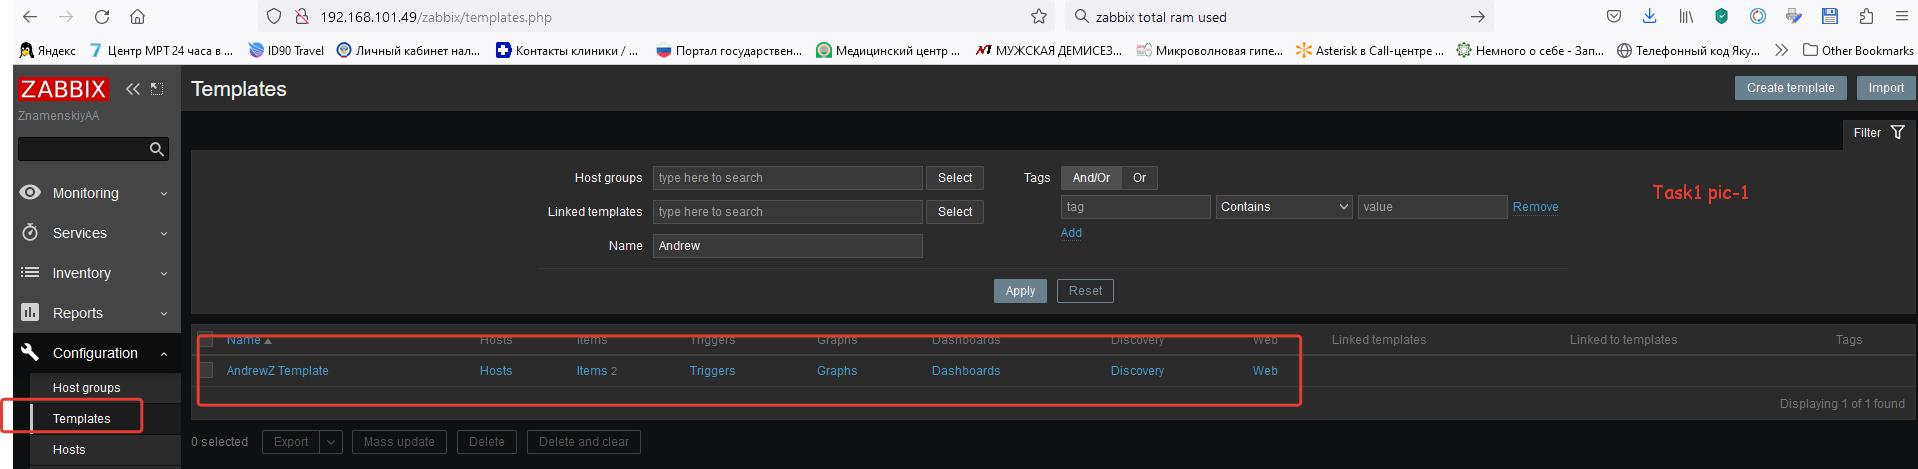 192.168.101.49/zabbix/templates.php
zabbix total ram used
Яндекс
Центр МРТ 24 часа в ...
ID90 Travel
Личный кабинет нал...
Контакты клиники / ...
Портал государствен...
Медицинский центр ...
МУЖСКАЯ ДЕМИСЕЗ...
Микроволновая гипе...
Asterisk в Call-центре ...
Немного о себе - Зап...
Телефонный код Яку...
Other Bookmarks
ZABBIX
Templates
Create template
Import
ZnamenskiyAA
Filter
Host groups
type here to search
Select
Tags
And/Or
Or
Task1 pic-1
Linked templates
type here to search
Select
tag
Contains
value
Remove
Add
Name
Andrew
Apply
Reset
Monitoring
Services
Inventory
Reports
Configuration
Host groups
Templates
Hosts
Name
Hosts
Items
Triggers
Graphs
Dashboards
Discovery
Web
Linked templates
Linked to templates
Tags
AndrewZ Template
Hosts
Items 2
Triggers
Graphs
Dashboards
Discovery
Web
Displaying 1 of 1 found
0 selected
Export
Mass update
Delete
Delete and clear